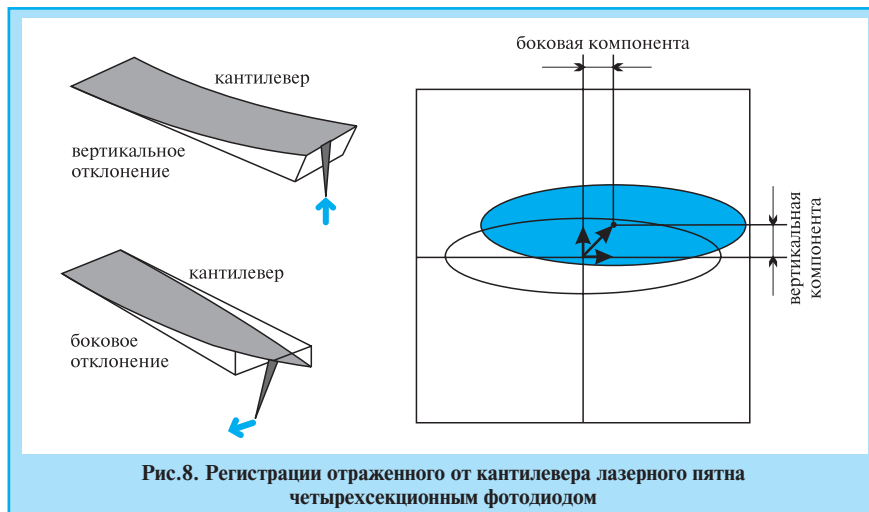 боковая компонента
кантилевер
вертикальное
отклонение
кантилевер
боковое
отклонение
вертикальная
компонента
Рис.8. Регистрации отраженного от кантилевера лазерного пятна
четырехсекционным фотодиодом